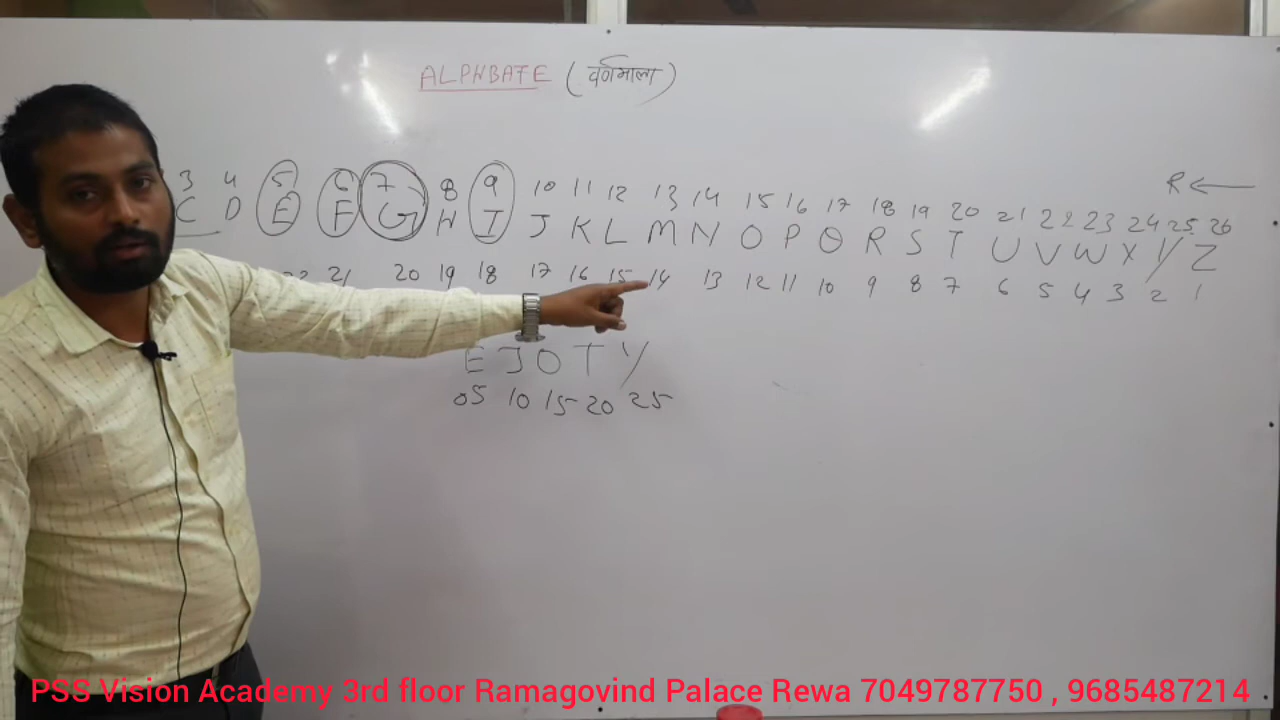 ALPHBATE (वर्णमाला)
R ←
3 4 5 6 7 8 9 10 11 12 13 14 15 16 17 18 19 20 21 22 23 24 25 26
C D E F G H I J K L M N O P Q R S T U V W X Y Z
22 21 20 19 18 17 16 15 14 13 12 11 10 9 8 7 6 5 4 3 2 1
E J O T Y
05 10 15 20 25
PSS Vision Academy 3rd floor Ramagovind Palace Rewa 7049787750 , 9685487214